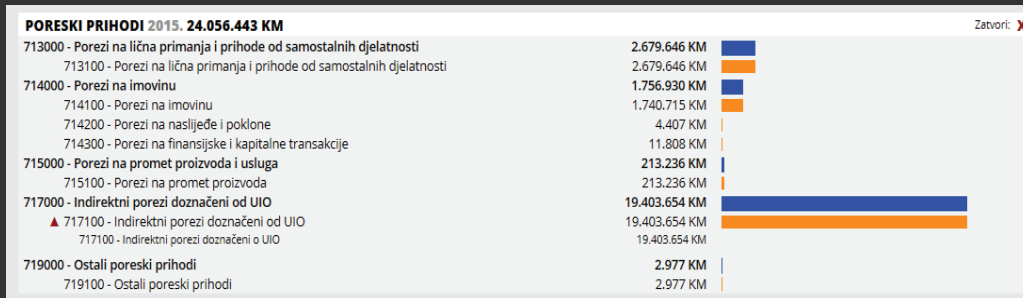 PORESKI PRIHODI 2015. 24.056.443 KM Zatvori: X
713000 - Porezi na lična primanja i prihode od samostalnih djelatnosti 2.679.646 KM
713100 - Porezi na lična primanja i prihode od samostalnih djelatnosti 2.679.646 KM
714000 - Porezi na imovinu 1.756.930 KM
714100 - Porezi na imovinu 1.740.715 KM
714200 - Porezi na naslijeđe i poklone 4.407 KM
714300 - Porezi na finansijske i kapitalne transakcije 11.808 KM
715000 - Porezi na promet proizvoda i usluga 213.236 KM
715100 - Porezi na promet proizvoda 213.236 KM
717000 - Indirektni porezi doznačeni od UIO 19.403.654 KM
717100 - Indirektni porezi doznačeni od UIO 19.403.654 KM
717100 - Indirektni porezi doznačeni o UIO 19.403.654 KM
719000 - Ostali poreski prihodi 2.977 KM
719100 - Ostali poreski prihodi 2.977 KM